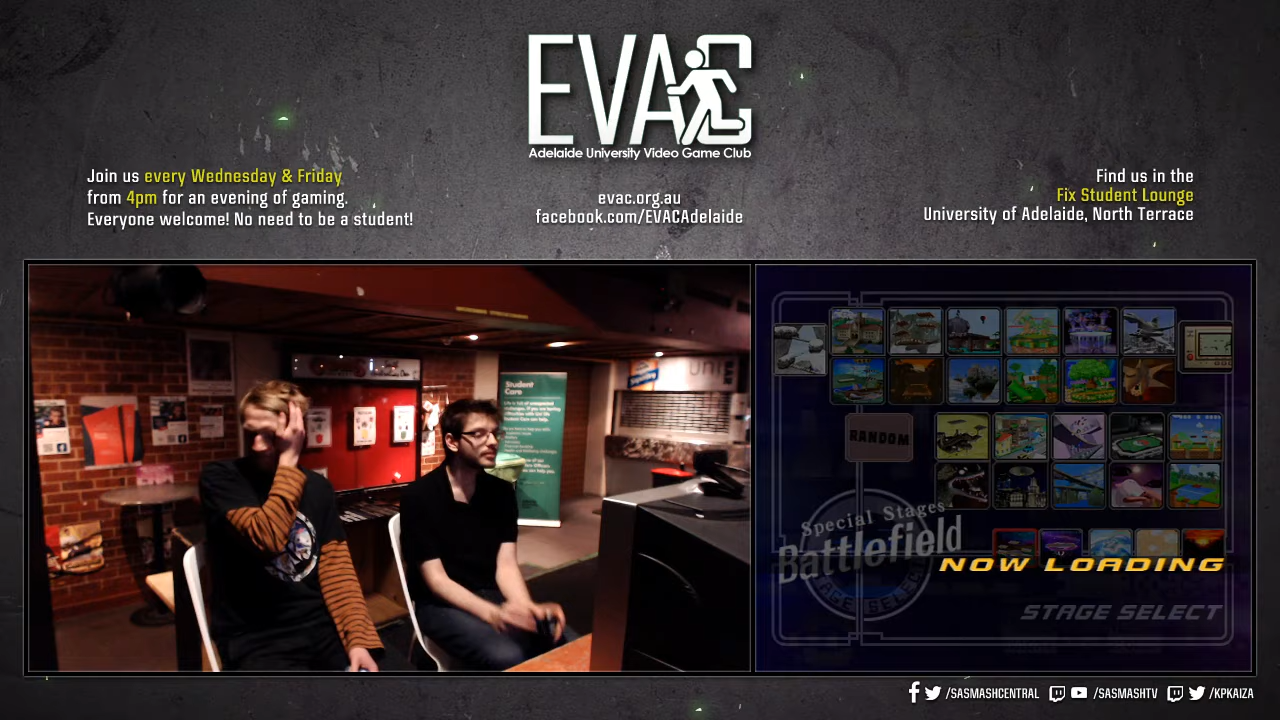 EVAC
Adelaide University Video Game Club
Join us every Wednesday & Friday
from 4pm for an evening of gaming.
Everyone welcome! No need to be a student!
evac.org.au
facebook.com/EVACAdelaide
Find us in the
Fix Student Lounge
University of Adelaide, North Terrace
Student
Care
RANDOM
Special Stages
Battlefield
NOW LOADING
STAGE SELECT
/SASMASHCENTRAL
/SASMASHTV
/KPKAIZA